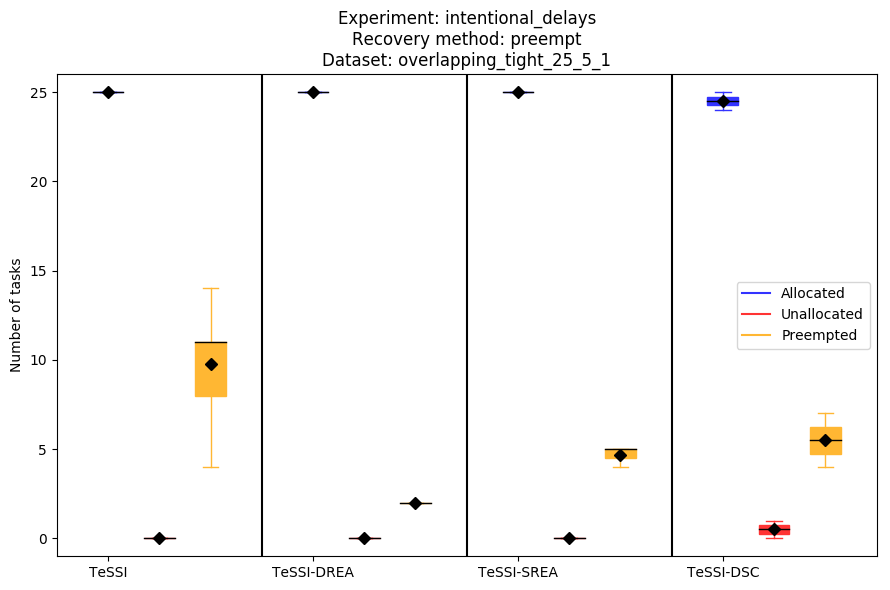 Experiment: intentional_delays
Recovery method: preempt
Dataset: overlapping_tight_25_5_1
Number of tasks
25
20
15
10
5
0
Allocated
Unallocated
Preempted
TeSSI
TeSSI-DREA
TeSSI-SREA
TeSSI-DSC